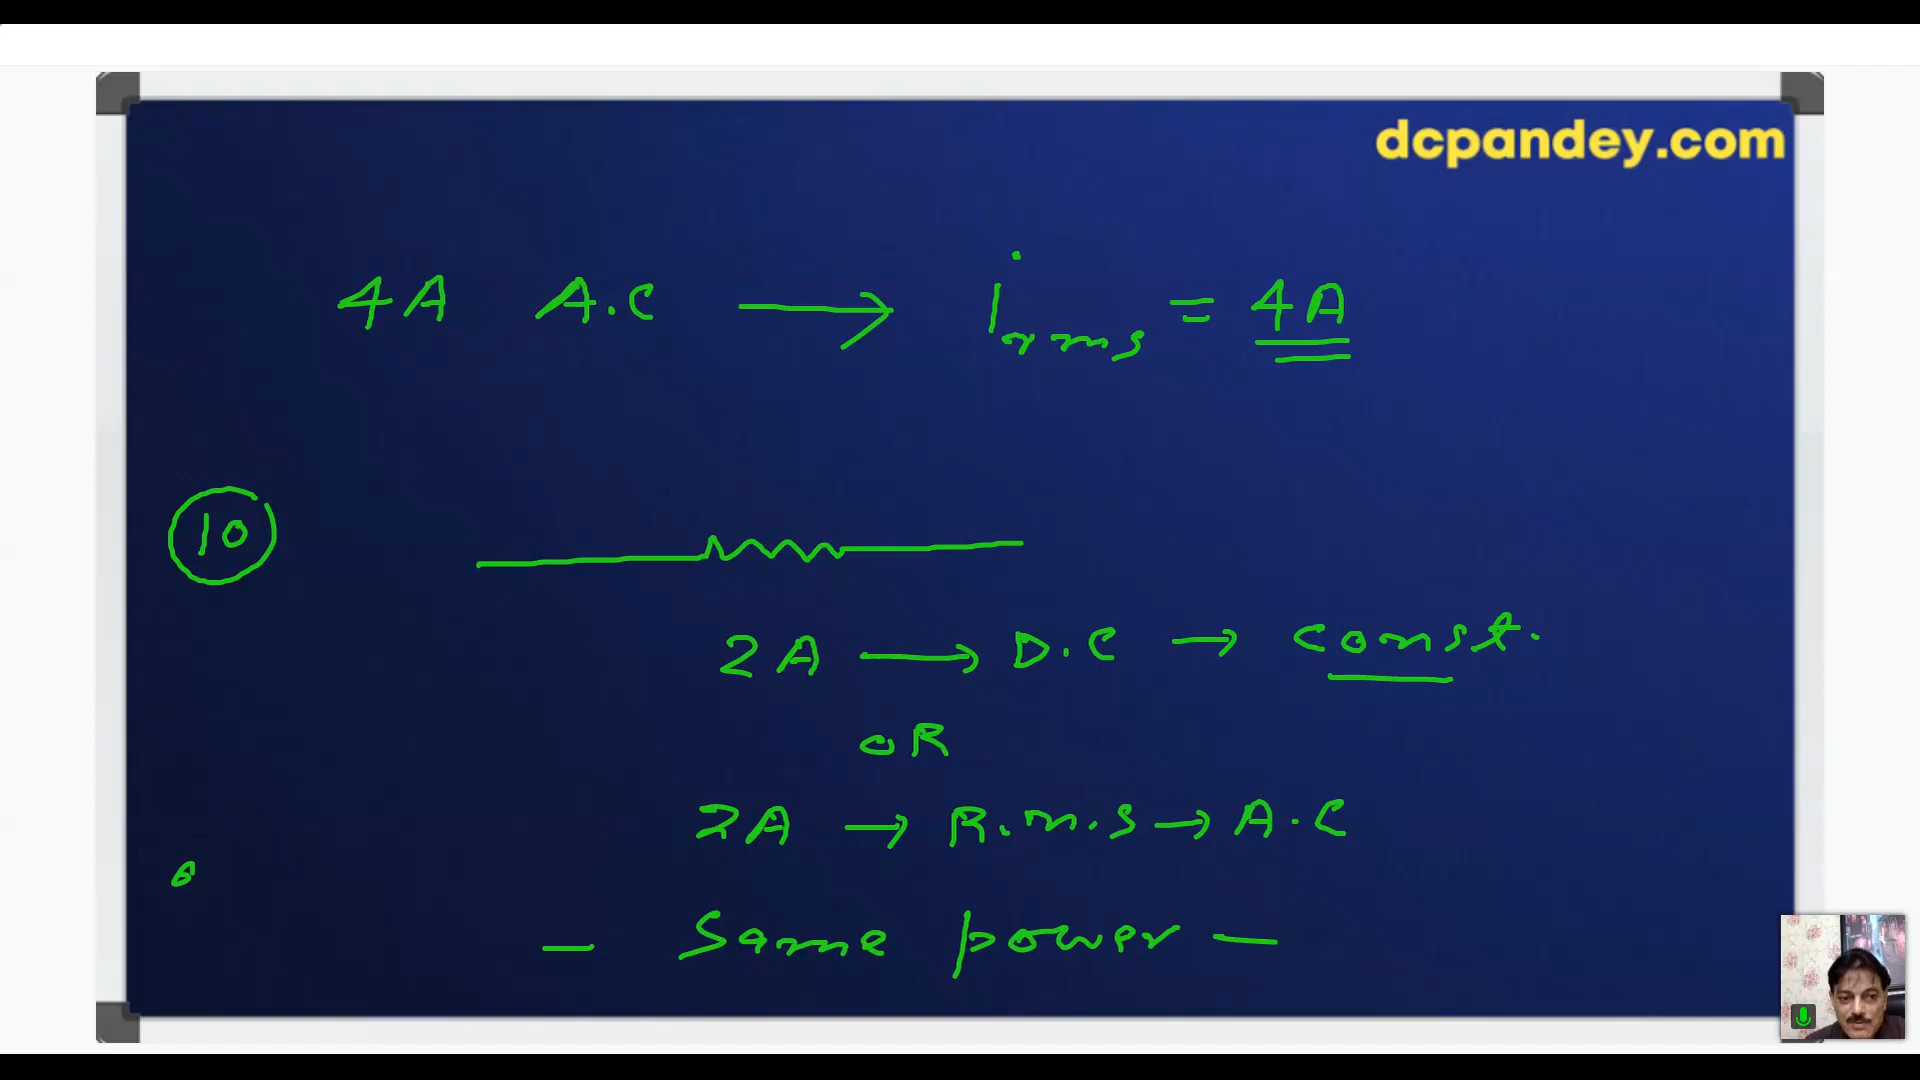 dcpandey.com
4A A.C → i rms = 4A
10
2A → D.C → const.
OR
2A → R.m.s → A.C
— Same power —